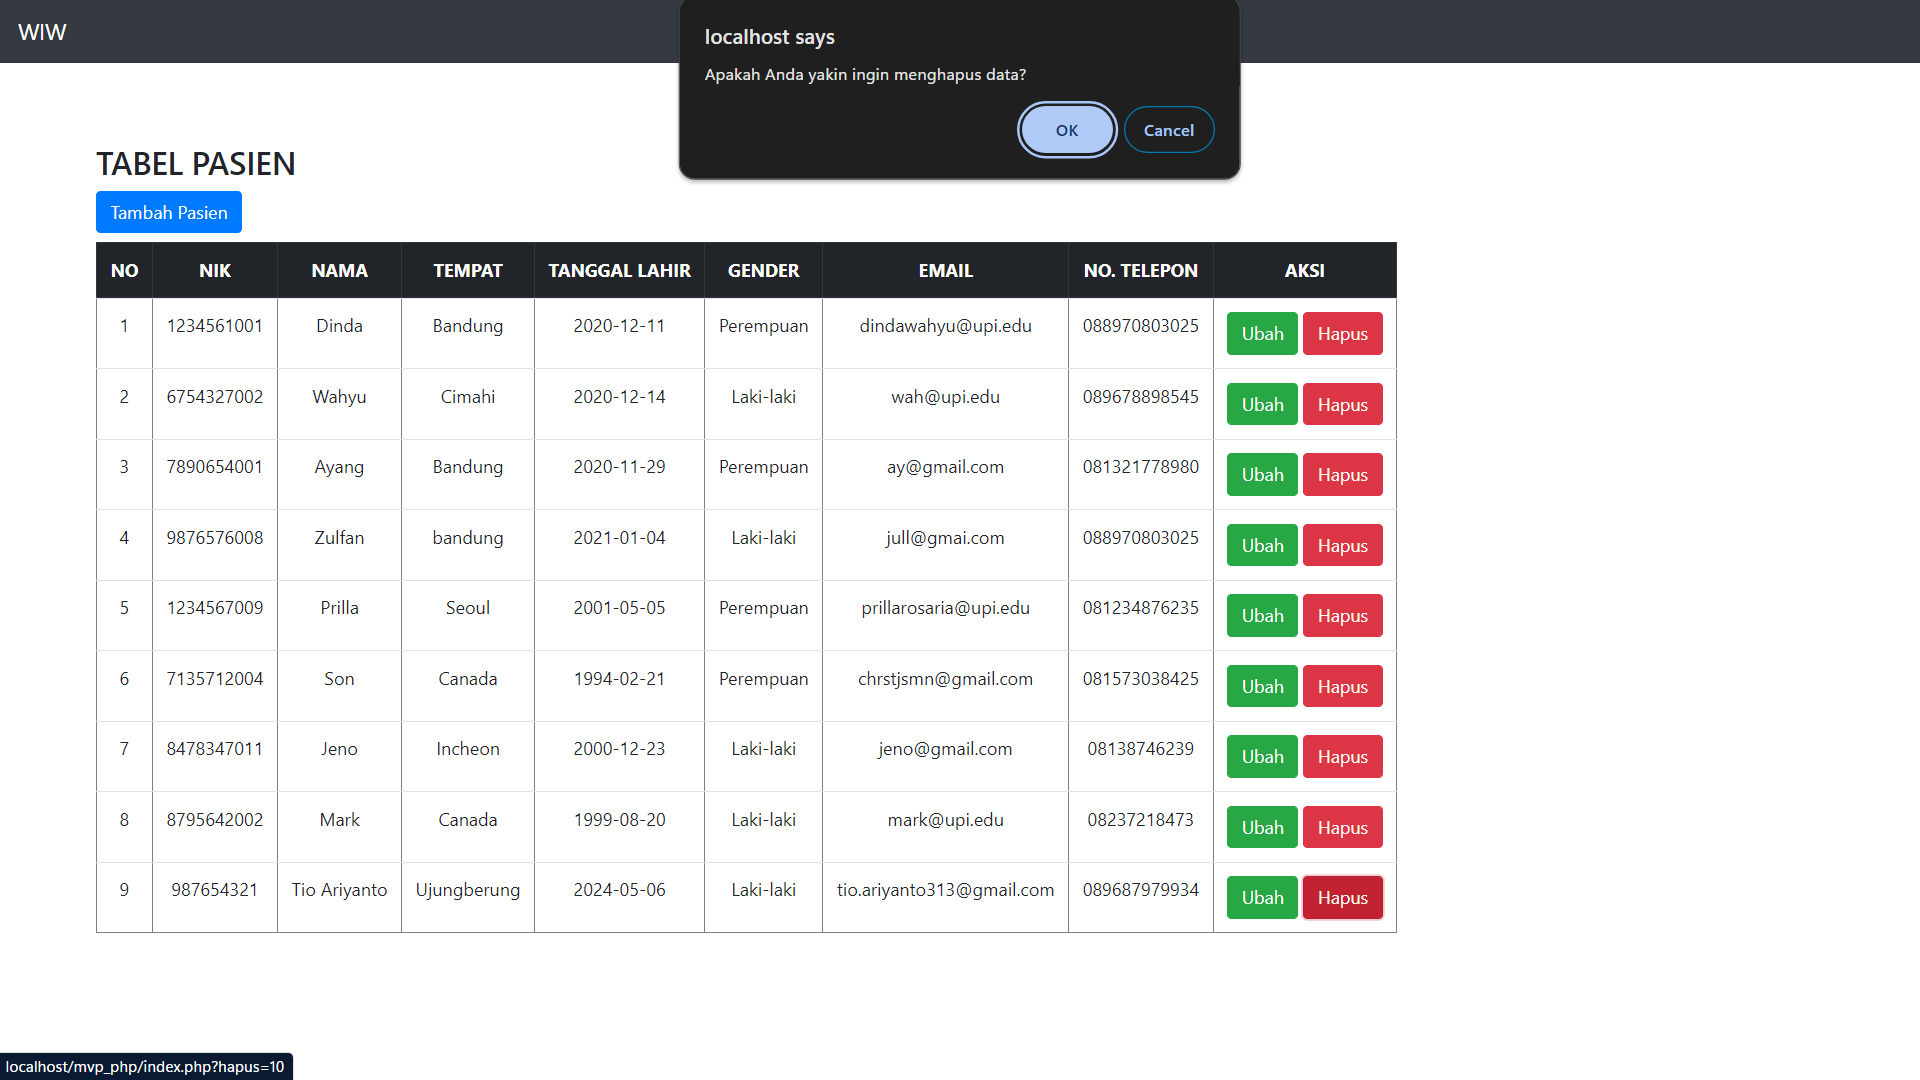 WIW
localhost says
Apakah Anda yakin ingin menghapus data?
OK Cancel
TABEL PASIEN
Tambah Pasien
NO NIK NAMA TEMPAT TANGGAL LAHIR GENDER EMAIL NO. TELEPON AKSI
1 1234561001 Dinda Bandung 2020-12-11 Perempuan dindawahyu@upi.edu 088970803025 Ubah Hapus
2 6754327002 Wahyu Cimahi 2020-12-14 Laki-laki wah@upi.edu 089678898545 Ubah Hapus
3 7890654001 Ayang Bandung 2020-11-29 Perempuan ay@gmail.com 081321778980 Ubah Hapus
4 9876576008 Zulfan bandung 2021-01-04 Laki-laki jull@gmai.com 088970803025 Ubah Hapus
5 1234567009 Prilla Seoul 2001-05-05 Perempuan prillarosaria@upi.edu 081234876235 Ubah Hapus
6 7135712004 Son Canada 1994-02-21 Perempuan chrstjsmn@gmail.com 081573038425 Ubah Hapus
7 8478347011 Jeno Incheon 2000-12-23 Laki-laki jeno@gmail.com 08138746239 Ubah Hapus
8 8795642002 Mark Canada 1999-08-20 Laki-laki mark@upi.edu 08237218473 Ubah Hapus
9 987654321 Tio Ariyanto Ujungberung 2024-05-06 Laki-laki tio.ariyanto313@gmail.com 089687979934 Ubah Hapus
localhost/mvp_php/index.php?hapus=10